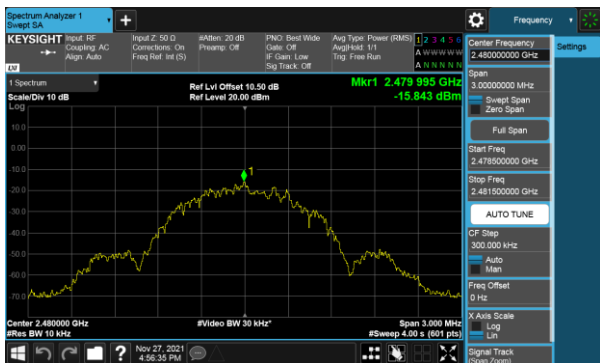 Spectrum Analyzer 1
Swept SA
Frequency
KEYSIGHT
Input: RF
Coupling: AC
Align: Auto
Input Z: 50 Ω
Corrections: On
Freq Ref: Int (S)
#Atten: 20 dB
Preamp: Off
PNO: Best Wide
Gate: Off
IF Gain: Low
Sig Track: Off
Avg Type: Power (RMS)
Avg|Hold: 1/1
Trig: Free Run
1 2 3 4 5 6
A W W W W W
A N N N N N
LXI
1 Spectrum
Scale/Div 10 dB
Log
Ref Lvl Offset 10.50 dB
Ref Level 20.00 dBm
Mkr1 2.479 995 GHz
-15.843 dBm
10.0
0.00
-10.0
-20.0
-30.0
-40.0
-50.0
-60.0
-70.0
1
Center 2.480000 GHz
#Res BW 10 kHz
#Video BW 30 kHz*
Span 3.000 MHz
#Sweep 4.00 s (601 pts)
Nov 27, 2021
4:56:35 PM
Center Frequency
2.480000000 GHz
Settings
Span
3.00000000 MHz
Swept Span
Zero Span
Full Span
Start Freq
2.478500000 GHz
Stop Freq
2.481500000 GHz
AUTO TUNE
CF Step
300.000 kHz
Auto
Man
Freq Offset
0 Hz
X Axis Scale
Log
Lin
Signal Track
(Span Zoom)